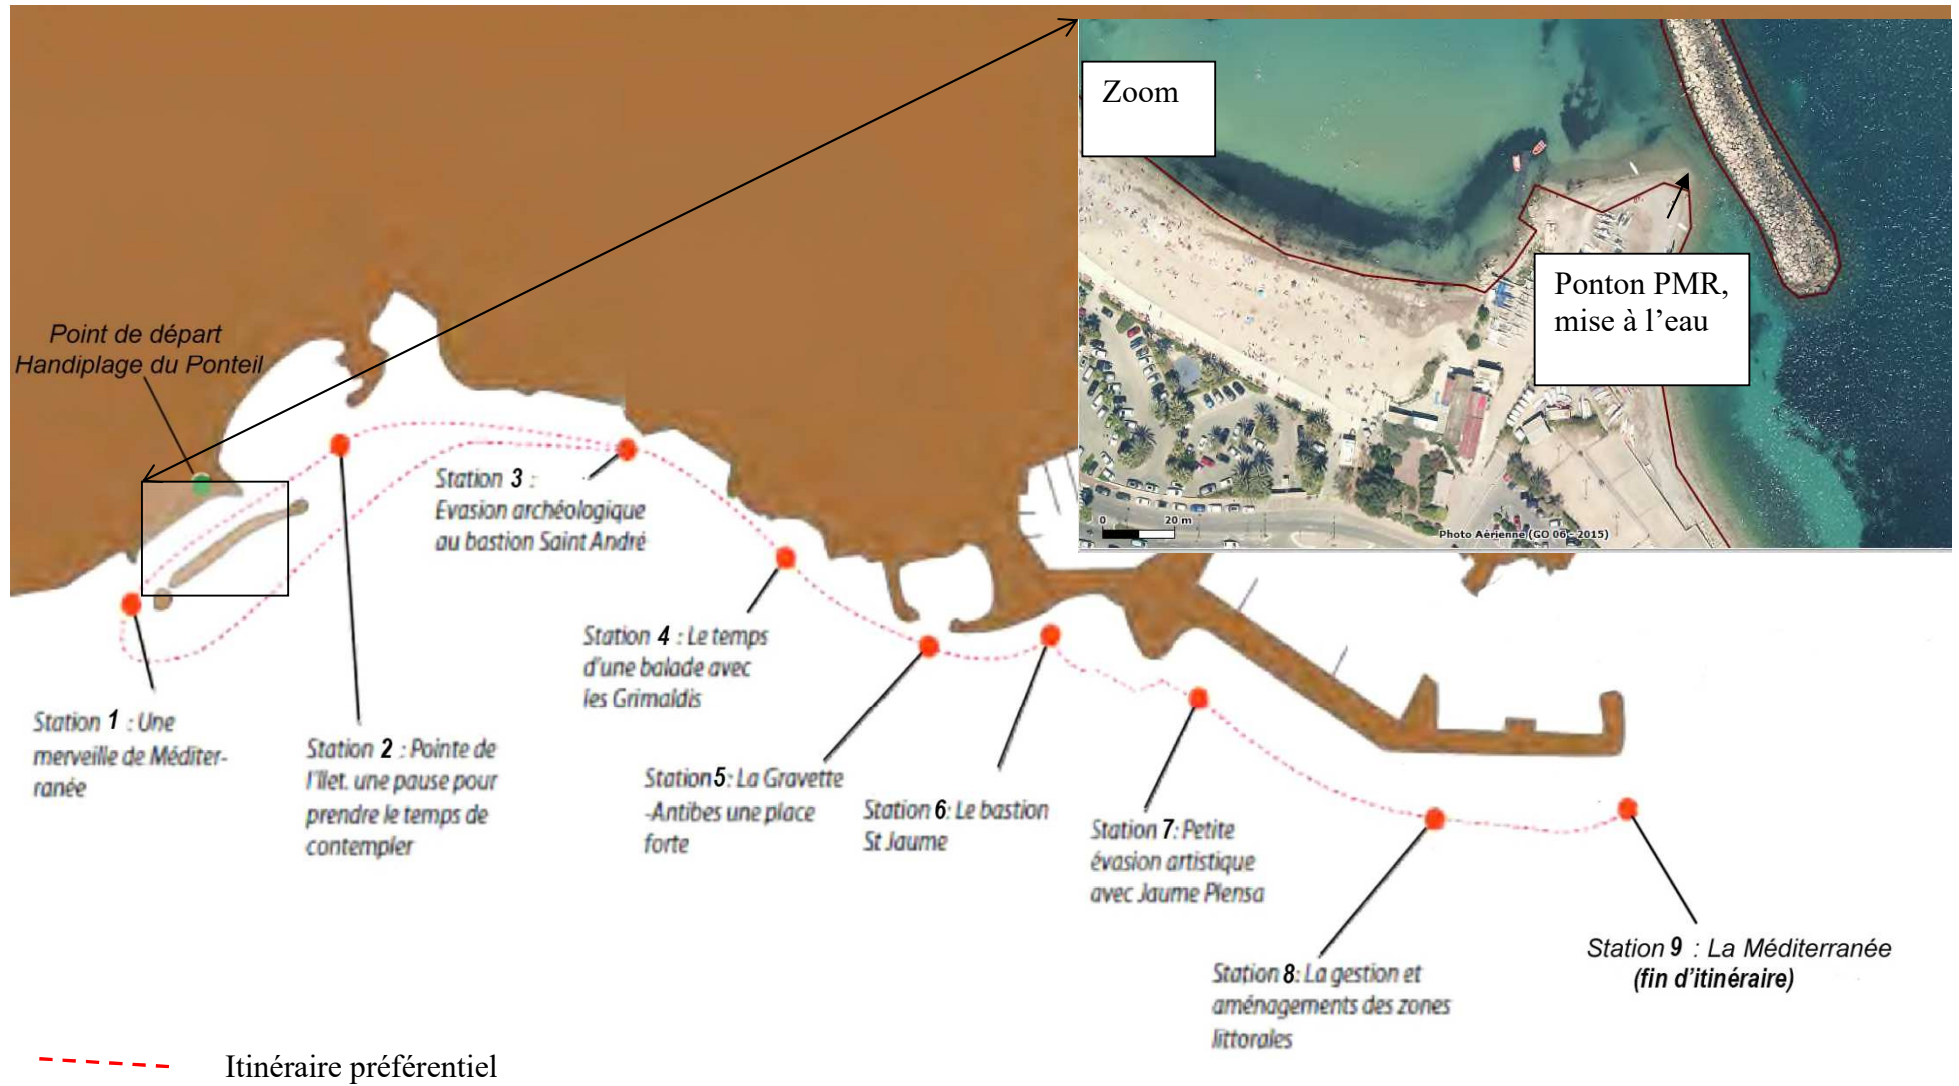 Zoom
Ponton PMR,
mise à l’eau
0 20 m
Photo Aérienne (GO 06 - 2015)
Point de départ
Handiplage du Ponteil
Station 3 :
Evasion archéologique
au bastion Saint André
Station 4 : Le temps
d’une balade avec
les Grimaldis
Station 1 : Une
merveille de Méditer-
ranée
Station 2 : Pointe de
l’Ilet. une pause pour
prendre le temps de
contempler
Station 5: La Gravette
-Antibes une place
forte
Station 6: Le bastion
St Jaume
Station 7: Petite
évasion artistique
avec Jaume Plensa
Station 8: La gestion et
aménagements des zones
littorales
Station 9 : La Méditerranée
(fin d’itinéraire)
Itinéraire préférentiel